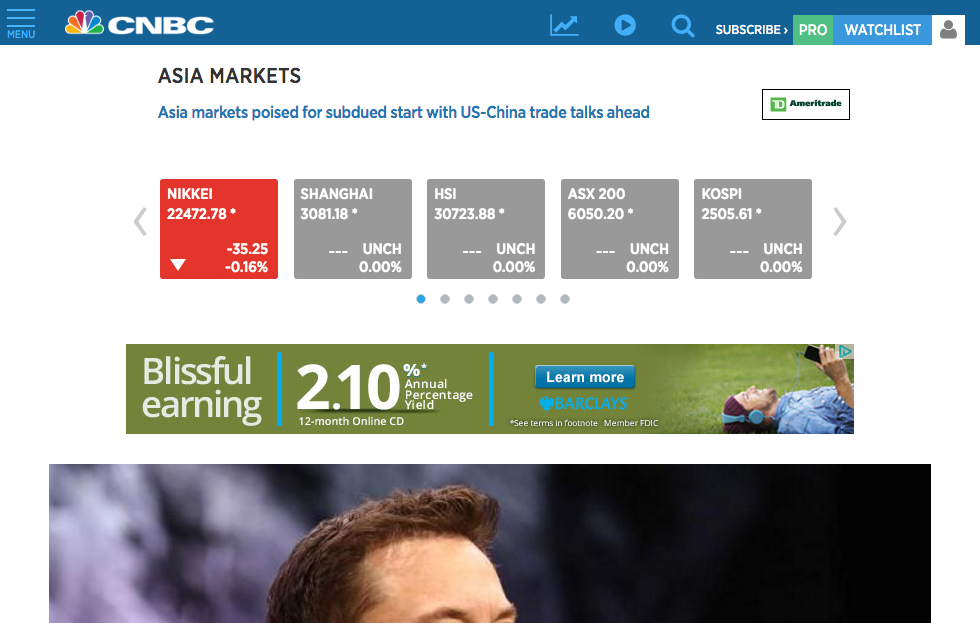 MENU
CNBC
SUBSCRIBE ›
PRO
WATCHLIST
ASIA MARKETS
Asia markets poised for subdued start with US-China trade talks ahead
TD Ameritrade
NIKKEI
22472.78 *
-35.25
-0.16%
SHANGHAI
3081.18 *
--- UNCH
0.00%
HSI
30723.88 *
--- UNCH
0.00%
ASX 200
6050.20 *
--- UNCH
0.00%
KOSPI
2505.61 *
--- UNCH
0.00%
Blissful
earning
2.10%*
Annual
Percentage
Yield
12-month Online CD
Learn more
BARCLAYS
*See terms in footnote Member FDIC